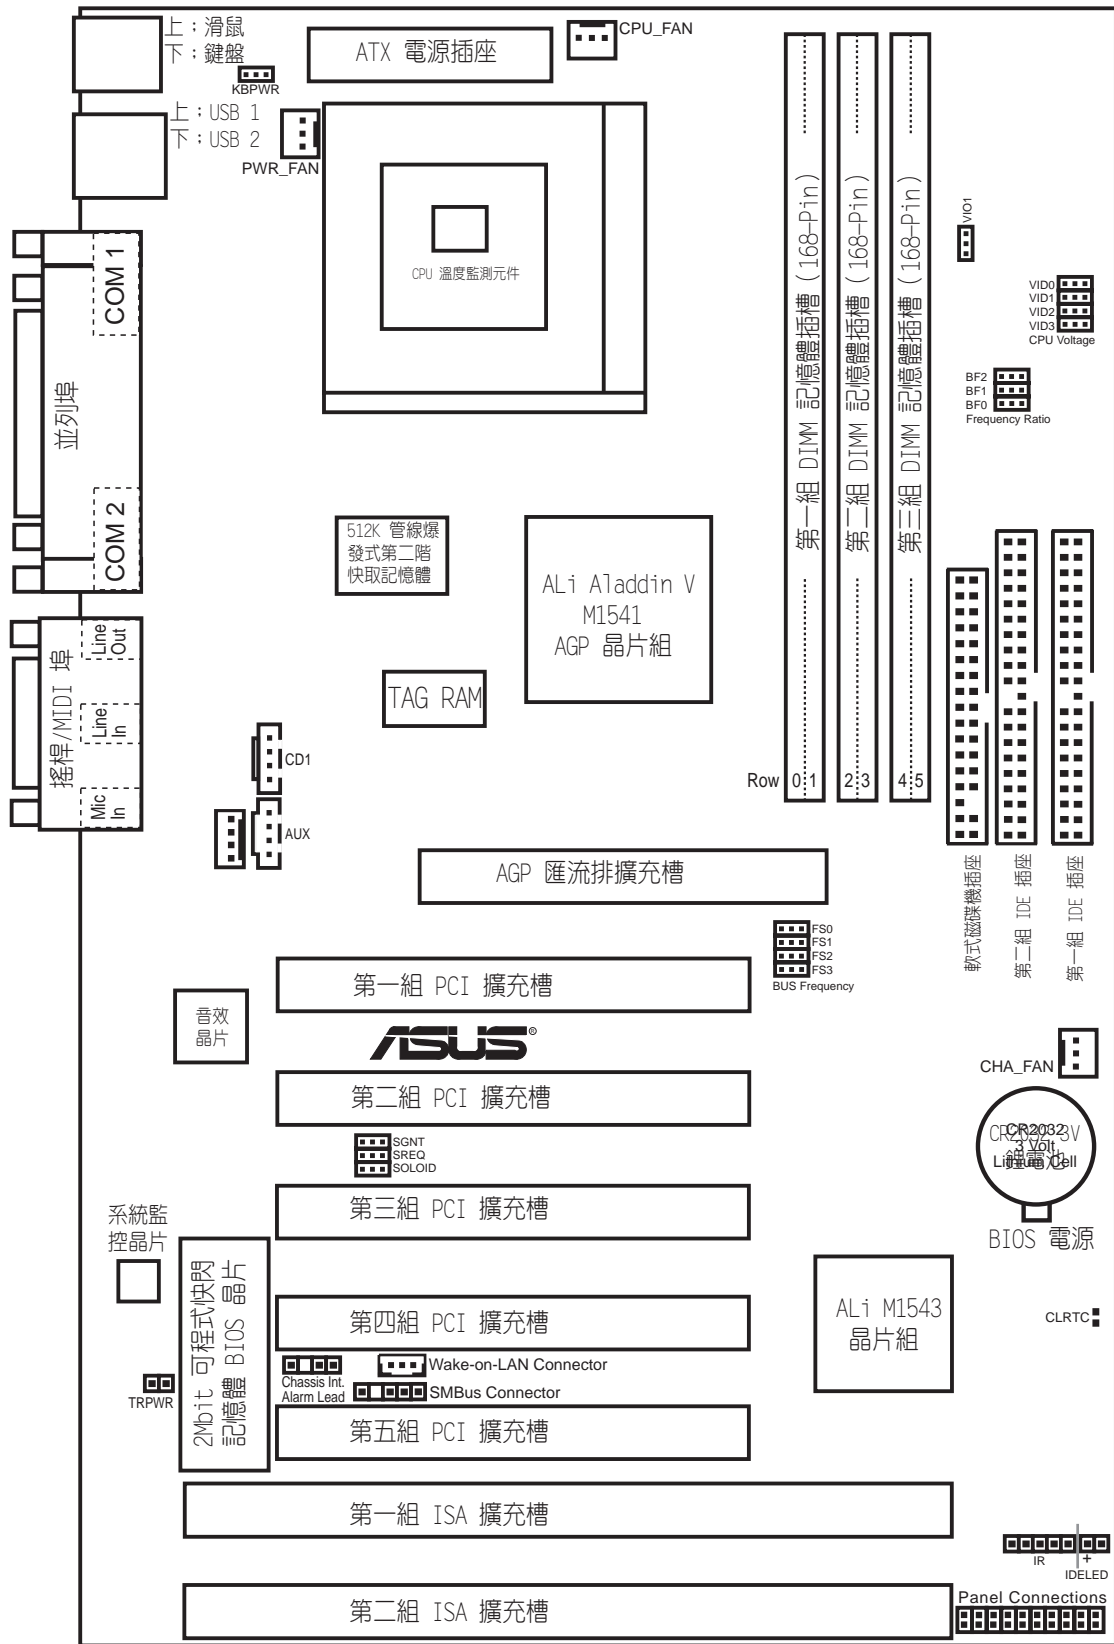 上：滑鼠
下：鍵盤
KBPWR
上：USB 1
下：USB 2
PWR_FAN
ATX 電源插座
CPU_FAN
CPU 溫度監測元件
第一組 DIMM 記憶體插槽 (168-Pin)
第二組 DIMM 記憶體插槽 (168-Pin)
第三組 DIMM 記憶體插槽 (168-Pin)
VIO1
VID0
VID1
VID2
VID3
CPU Voltage
BF2
BF1
BF0
Frequency Ratio
COM 1
並列埠
COM 2
512K 管線爆
發式第二階
快取記憶體
ALi Aladdin V
M1541
AGP 晶片組
TAG RAM
Line
Out
搖桿/MIDI 埠
Line
In
Mic
In
CD1
AUX
Row 0 1 2 3 4 5
AGP 匯流排擴充槽
軟式磁碟機插座
第二組 IDE 插座
第一組 IDE 插座
FS0
FS1
FS2
FS3
BUS Frequency
第一組 PCI 擴充槽
音效
晶片
ASUS®
CHA_FAN
第二組 PCI 擴充槽
CR2032 3V
鋰電池
CR2032
3 Volt
Lithium Cell
BIOS 電源
SGNT
SREQ
SOLOID
第三組 PCI 擴充槽
系統監
控晶片
2Mbit 可程式快閃
記憶體 BIOS 晶片
第四組 PCI 擴充槽
ALi M1543
晶片組
CLRTC
Wake-on-LAN Connector
Chassis Int.
Alarm Lead
SMBus Connector
TRPWR
第五組 PCI 擴充槽
第一組 ISA 擴充槽
IR
+
IDELED
Panel Connections
第二組 ISA 擴充槽